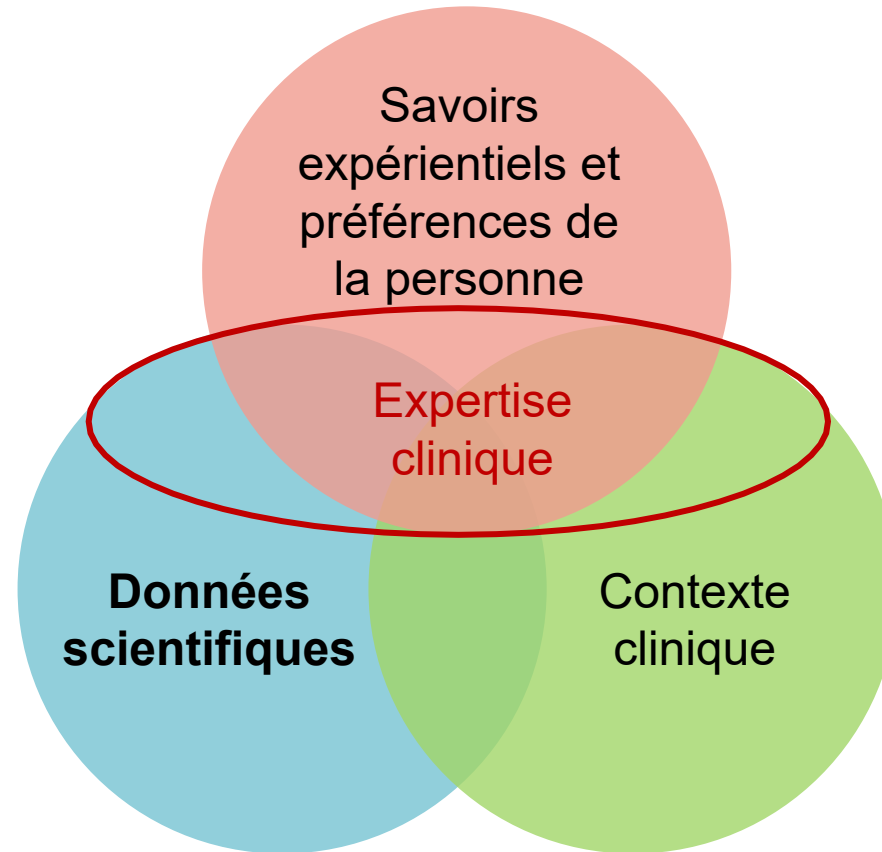 Savoirs
expérientiels et
préférences de
la personne
Expertise
clinique
Données
scientifiques
Contexte
clinique